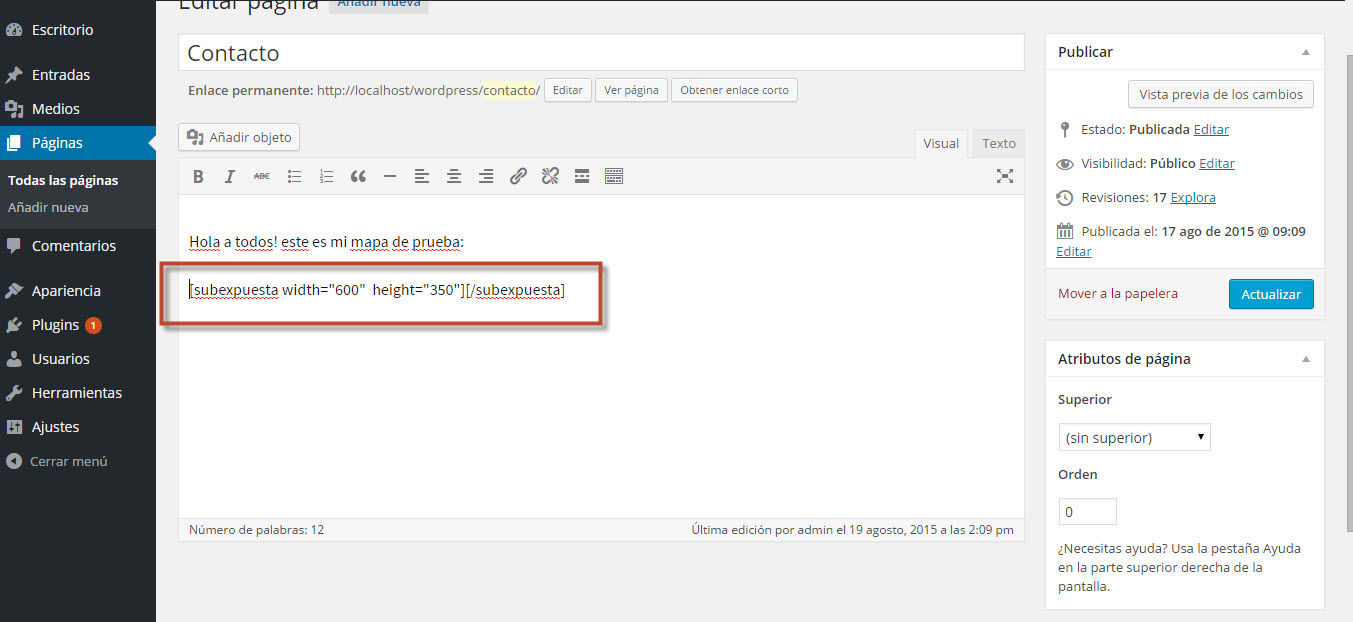 Editar página Añadir nueva
Escritorio
Entradas
Medios
Páginas
Todas las páginas
Añadir nueva
Comentarios
Apariencia
Plugins 1
Usuarios
Herramientas
Ajustes
Cerrar menú
Contacto
Enlace permanente: http://localhost/wordpress/contacto/ Editar Ver página Obtener enlace corto
Añadir objeto
Visual Texto
B I ABC
Hola a todos! este es mi mapa de prueba:
[subexpuesta width="600"  height="350"][/subexpuesta]
Número de palabras: 12 Última edición por admin el 19 agosto, 2015 a las 2:09 pm
Publicar
Vista previa de los cambios
Estado: Publicada Editar
Visibilidad: Público Editar
Revisiones: 17 Explora
Publicada el: 17 ago de 2015 @ 09:09
Editar
Mover a la papelera Actualizar
Atributos de página
Superior
(sin superior)
Orden
0
¿Necesitas ayuda? Usa la pestaña Ayuda
en la parte superior derecha de la
pantalla.